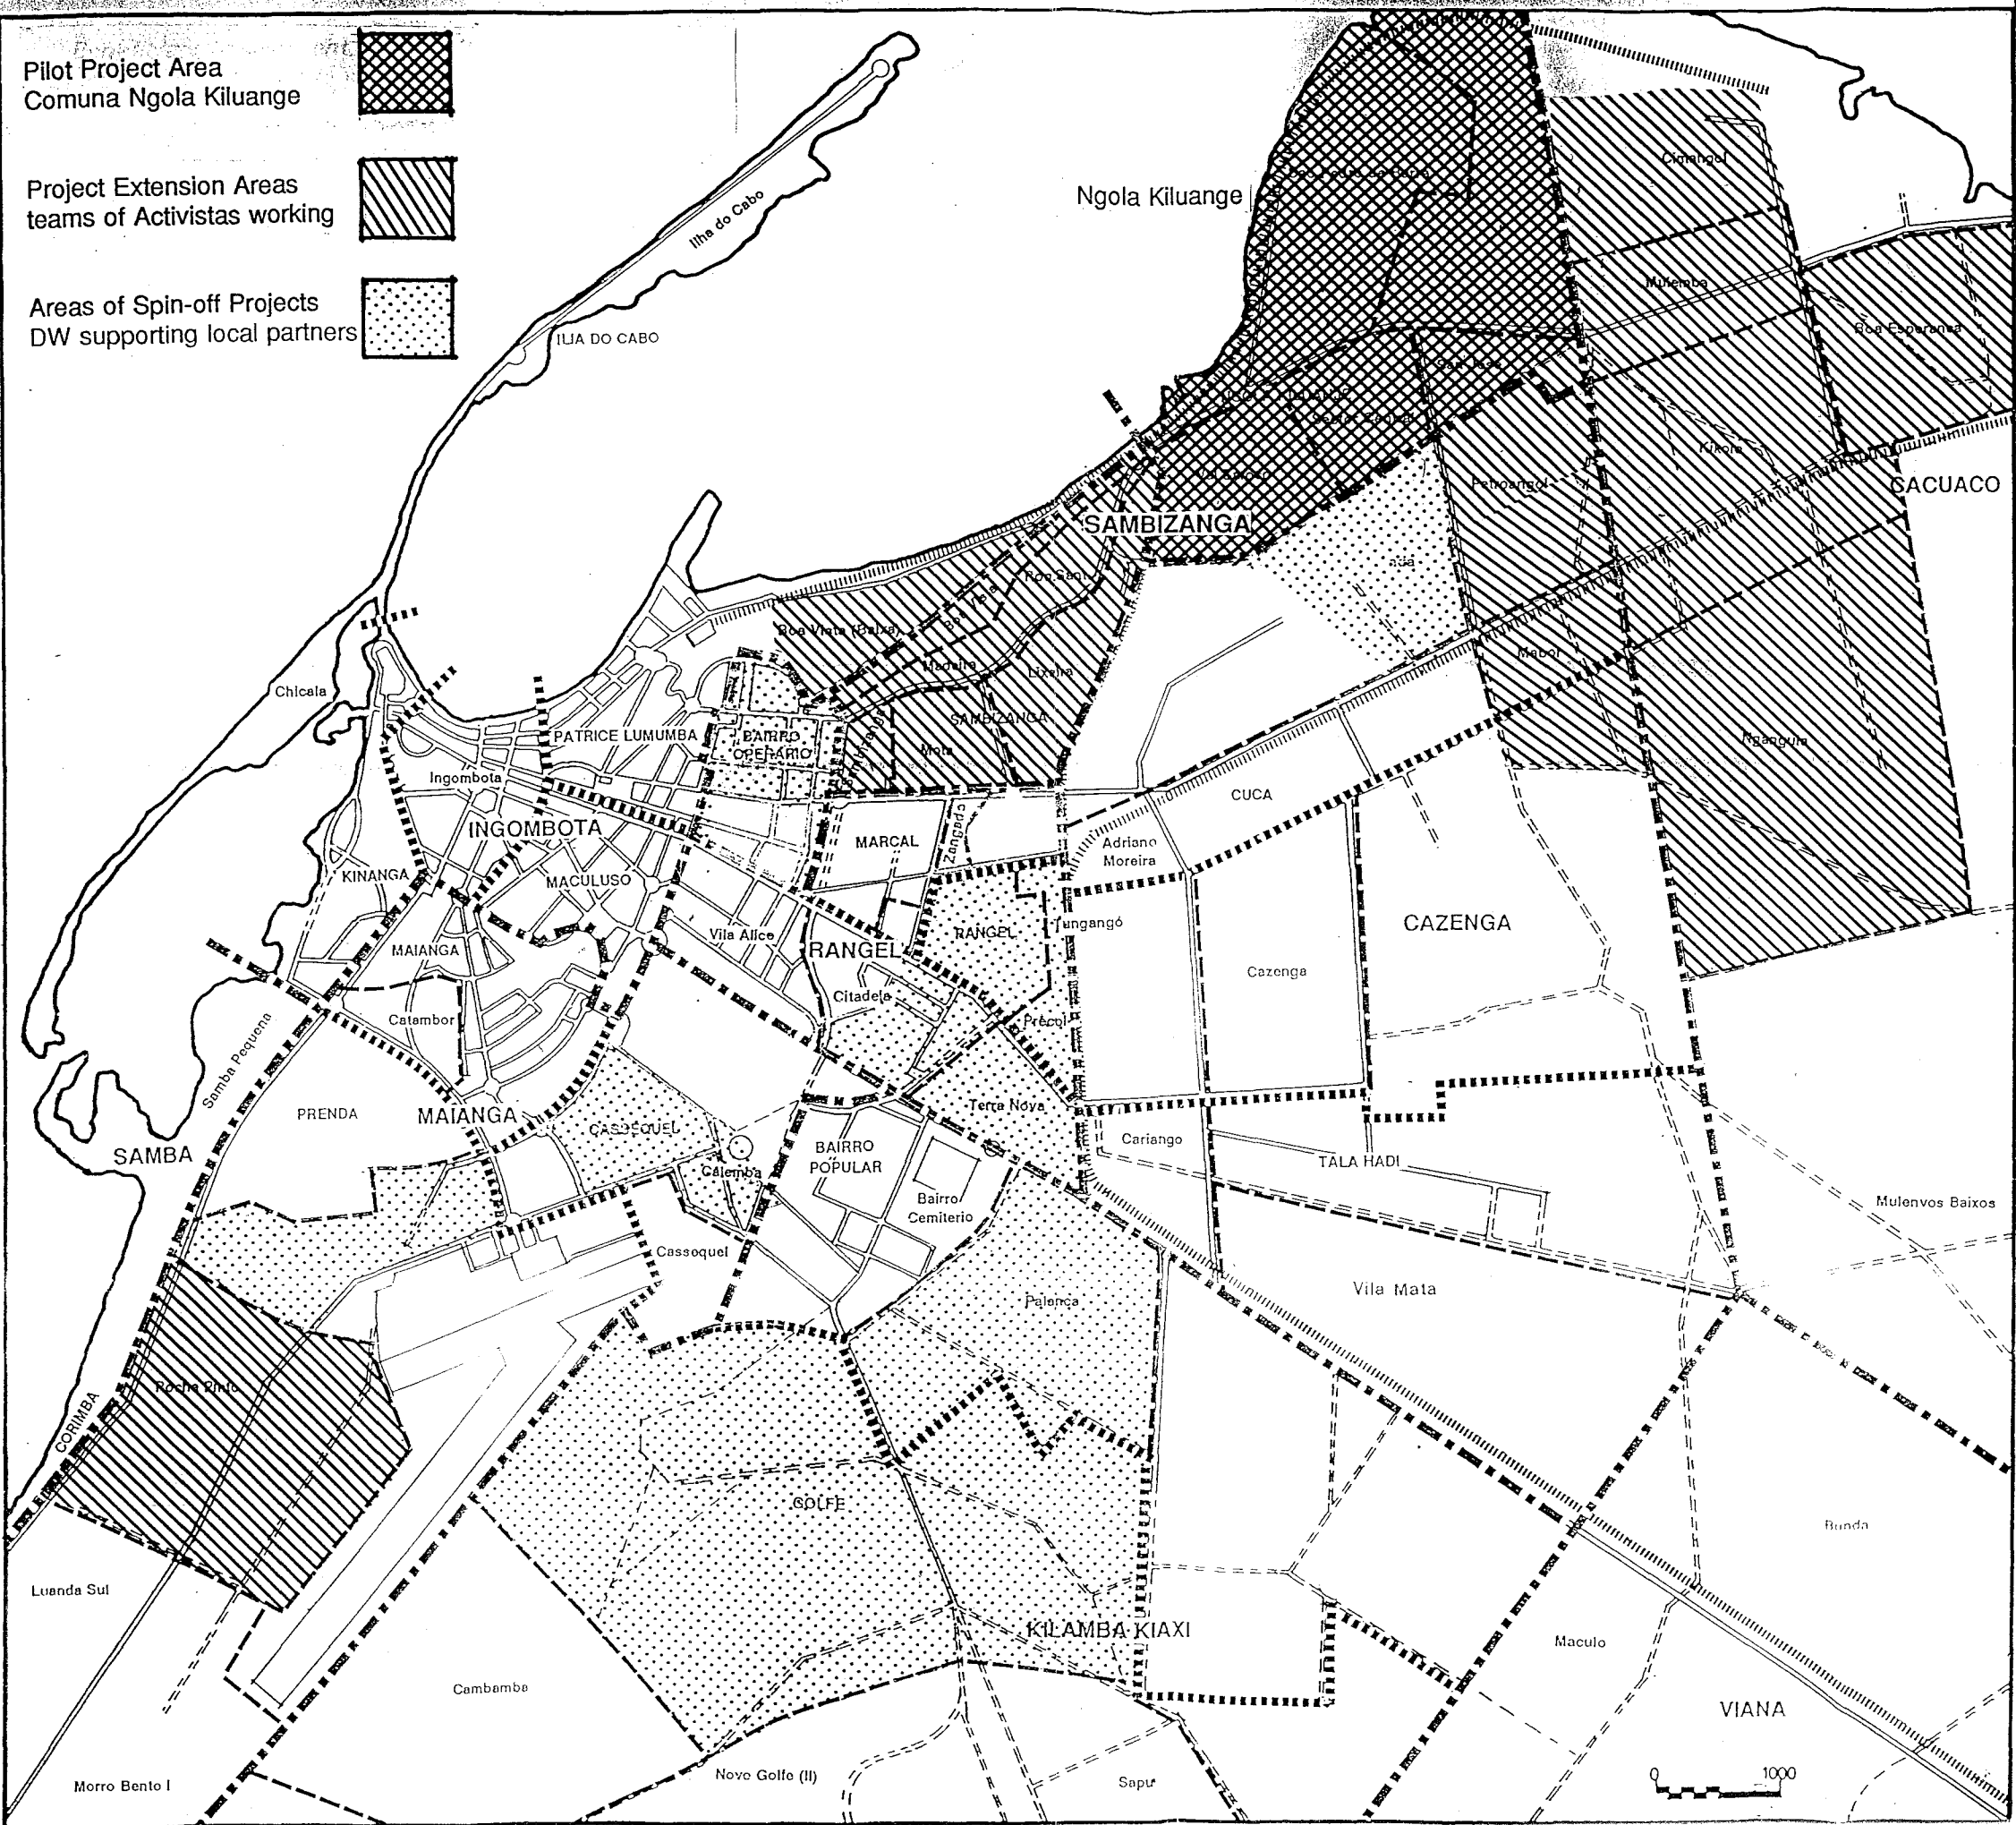 Pilot Project Area
Comuna Ngola Kiluange
Project Extension Areas
teams of Activistas working
Areas of Spin-off Projects
DW supporting local partners
Ilha do Cabo
ILIA DO CABO
Ngola Kiluange
Cimangol
Mulemba
Boa Esperanca
Kikolo
Petroangol
CACUACO
SAMBIZANGA
Boa Vista (Baixa)
Madeira
Lixeira
Mabor
SAMBIZANGA
Mota
Ngangula
Chicala
PATRICE LUMUMBA
BAIRRO
OPERARIO
Ingombota
INGOMBOTA
KINANGA
MACULUSO
MARCAL
CUCA
Adriano
Moreira
MAIANGA
Vila Alice
RANGEL
RANGEL
Tungangó
CAZENGA
Cazenga
Catambor
Citadela
Precol
Samba Pequena
PRENDA
MAIANGA
CASSEQUEL
Terra Nova
SAMBA
Calemba
BAIRRO
POPULAR
Cariango
TALA HADI
Bairro
Cemiterio
Mulenvos Baixos
Cassequel
Palanca
Vila Mata
Rocha Pinto
CORIMBA
GOLFE
Bunda
Luanda Sul
KILAMBA KIAXI
Maculo
Cambamba
VIANA
Morro Bento I
Novo Golfe (II)
Sapu
0 1000